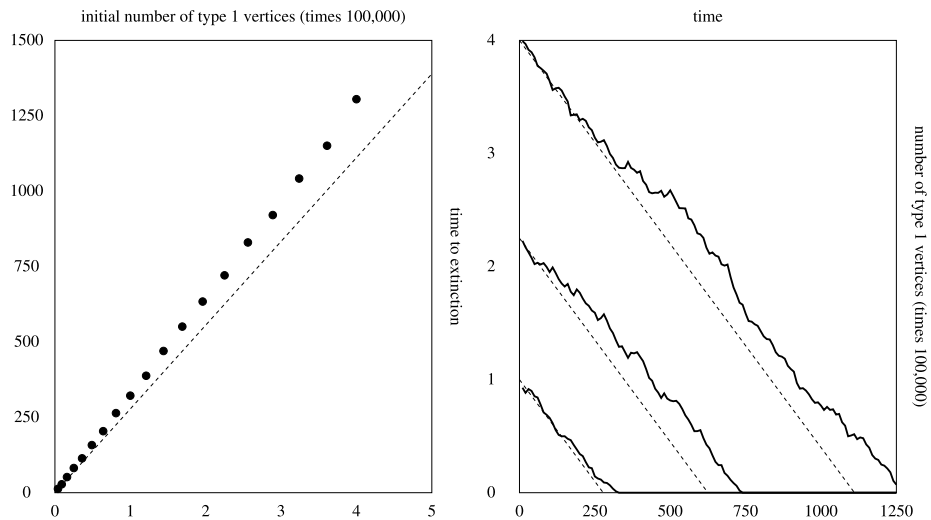 initial number of type 1 vertices (times 100,000)
1500
1250
1000
750
500
250
0
0 1 2 3 4 5
time to extinction
time
4
3
2
1
0
0 250 500 750 1000 1250
number of type 1 vertices (times 100,000)